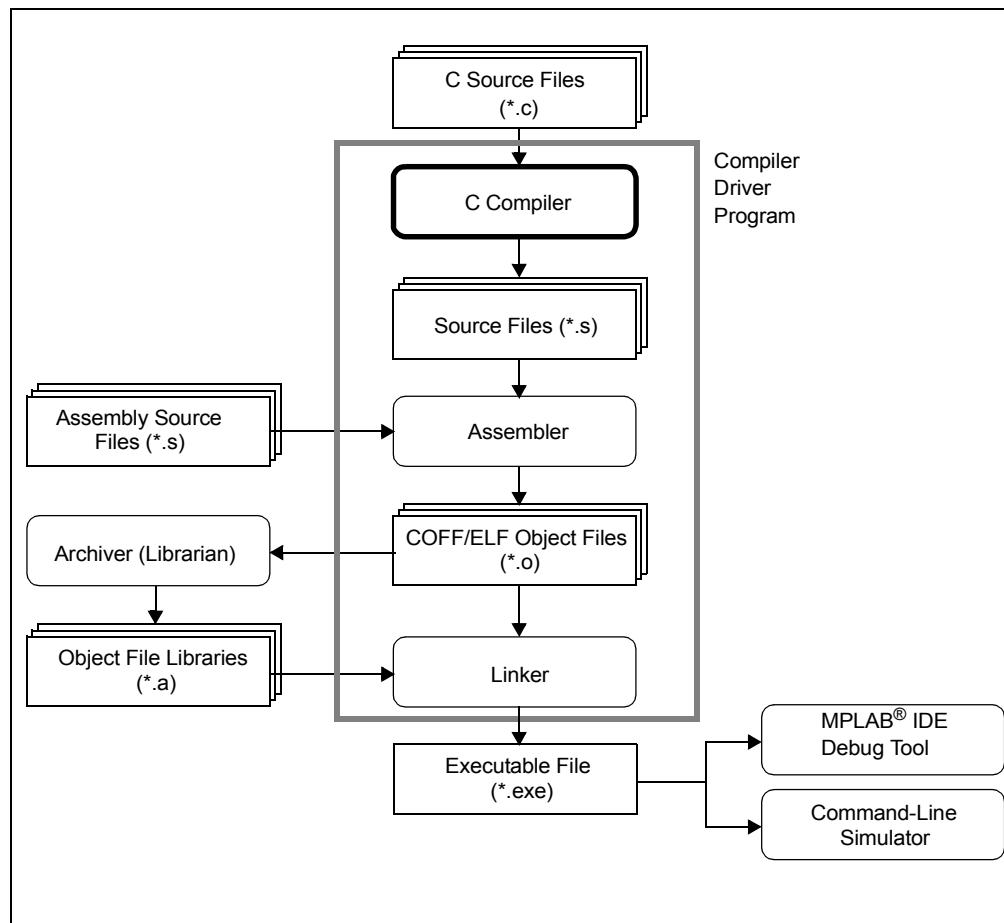 C Source Files
(*.c)
Compiler
Driver
Program
C Compiler
Source Files (*.s)
Assembly Source
Files (*.s)
Assembler
COFF/ELF Object Files
(*.o)
Archiver (Librarian)
Object File Libraries
(*.a)
Linker
MPLAB® IDE
Debug Tool
Executable File
(*.exe)
Command-Line
Simulator